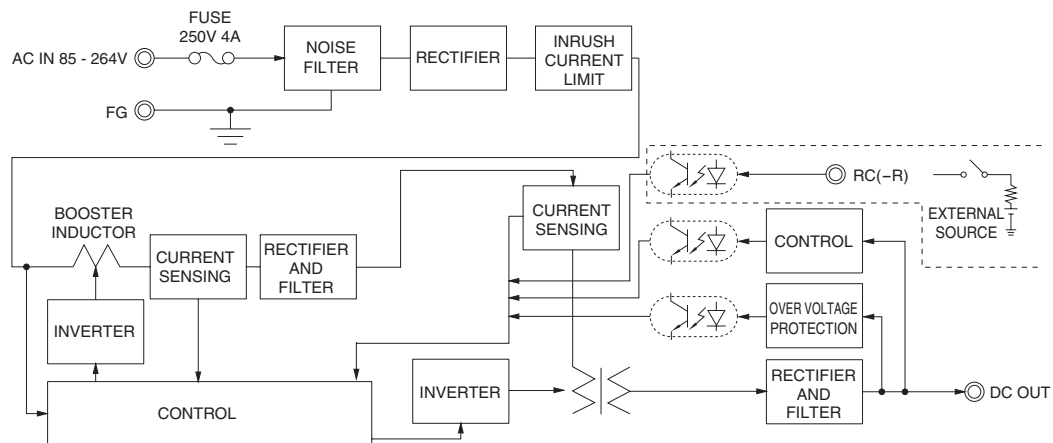 FUSE
250V 4A
AC IN 85 - 264V
NOISE
FILTER
RECTIFIER
INRUSH
CURRENT
LIMIT
FG
RC(−R)
EXTERNAL
SOURCE
BOOSTER
INDUCTOR
CURRENT
SENSING
RECTIFIER
AND
FILTER
CURRENT
SENSING
CONTROL
INVERTER
OVER VOLTAGE
PROTECTION
CONTROL
INVERTER
RECTIFIER
AND
FILTER
DC OUT